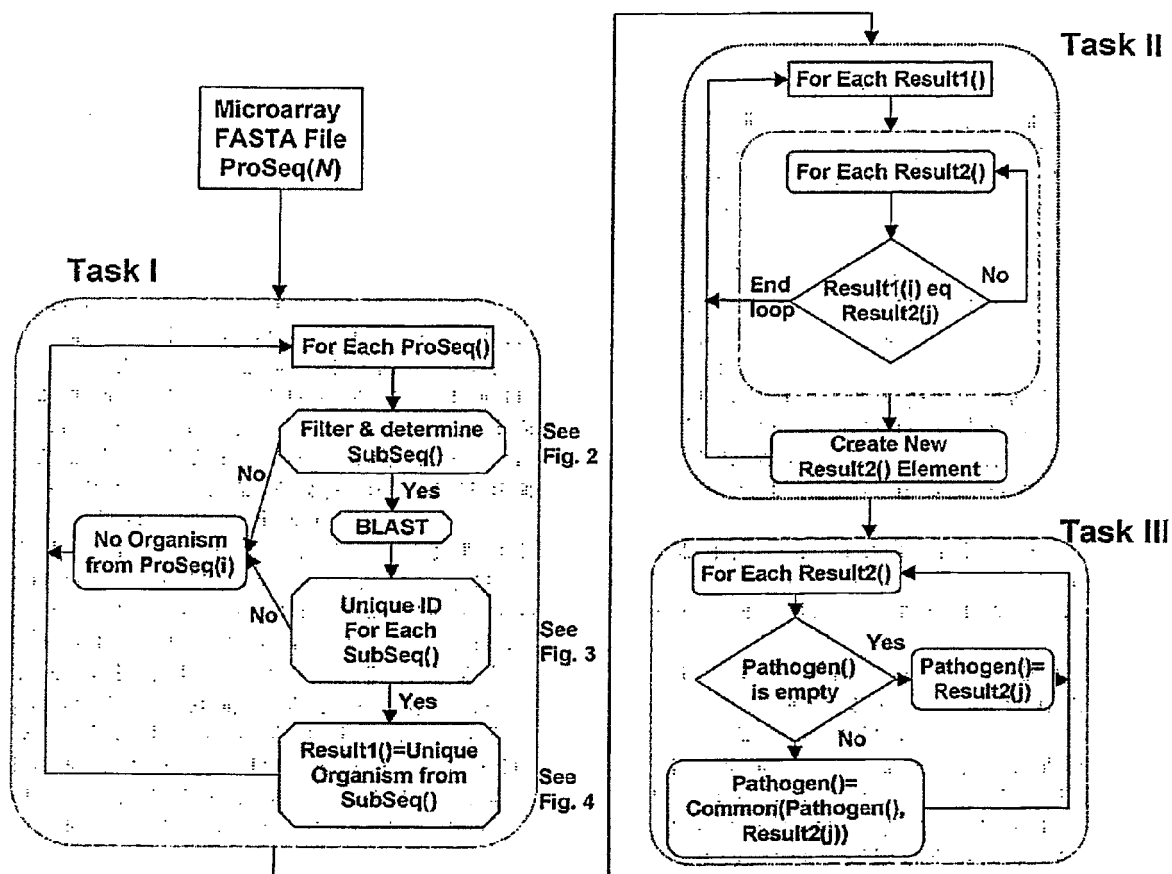 Microarray
FASTA File
ProSeq(N)
Task I
For Each ProSeq()
Filter & determine
SubSeq()
See
Fig. 2
No
Yes
BLAST
No Organism
from ProSeq(i)
No
Unique ID
For Each
SubSeq()
See
Fig. 3
Yes
Result1()=Unique
Organism from
SubSeq()
See
Fig. 4
Task II
For Each Result1()
For Each Result2()
End
loop
Result1(i) eq
Result2(j)
No
Create New
Result2() Element
Task III
For Each Result2()
Pathogen()
is empty
Yes
Pathogen()=
Result2(j)
No
Pathogen()=
Common(Pathogen(),
Result2(j))